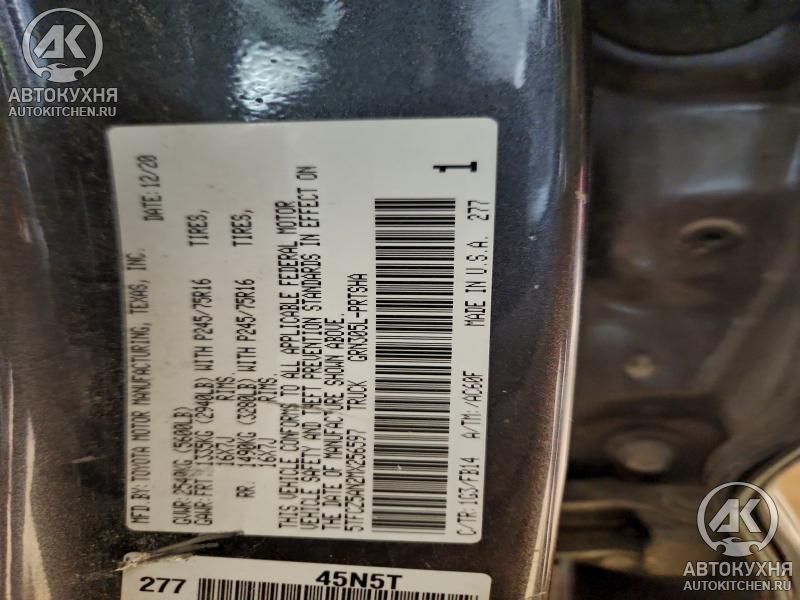 АК
АВТОКУХНЯ
AUTOKITCHEN.RU
MFD. BY: TOYOTA MOTOR MANUFACTURING, TEXAS, INC. DATE: 12/20
GVWR: 2540KG (5600LB)
GAWR: FRT. 1335KG (2940LB) WITH P245/75R16 TIRES,
16X7J RIMS,
RR. 1490KG (3280LB) WITH P245/75R16 TIRES,
16X7J RIMS,
THIS VEHICLE CONFORMS TO ALL APPLICABLE FEDERAL MOTOR
VEHICLE SAFETY AND THEFT PREVENTION STANDARDS IN EFFECT ON
THE DATE OF MANUFACTURE SHOWN ABOVE.
5TFCZ5AN2MX256597 TRUCK GRN305L-PRTSHA
C/TR: 1G3/FB14 A/TM: /AC60F MADE IN U.S.A. 277
1
277 45N5T
АК
АВТОКУХНЯ
AUTOKITCHEN.RU